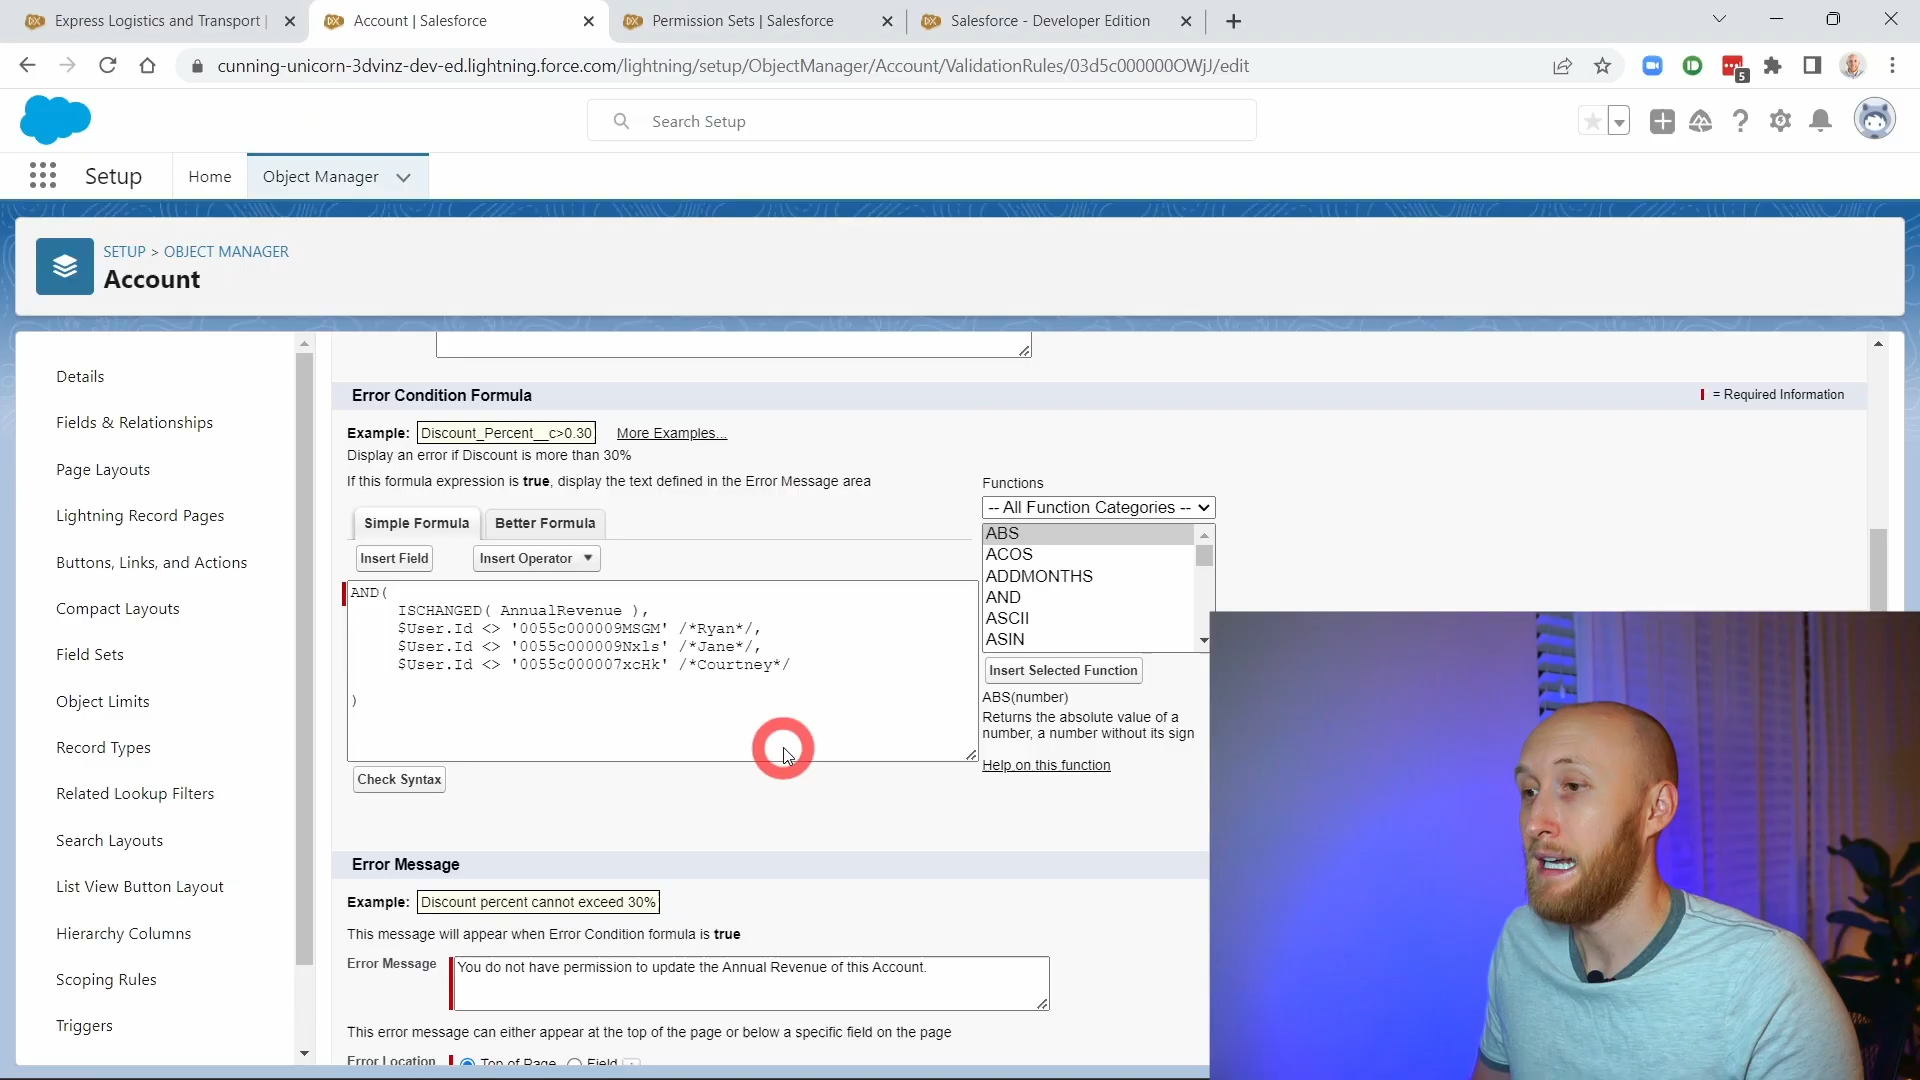 Express Logistics and Transport |
Account | Salesforce
Permission Sets | Salesforce
Salesforce - Developer Edition
cunning-unicorn-3dvinz-dev-ed.lightning.force.com/lightning/setup/ObjectManager/Account/ValidationRules/03d5c000000OWjJ/edit
5
Search Setup
Setup
Home
Object Manager
SETUP > OBJECT MANAGER
Account
Details
Fields & Relationships
Page Layouts
Lightning Record Pages
Buttons, Links, and Actions
Compact Layouts
Field Sets
Object Limits
Record Types
Related Lookup Filters
Search Layouts
List View Button Layout
Hierarchy Columns
Scoping Rules
Triggers
Error Condition Formula
= Required Information
Example: Discount_Percent__c>0.30 More Examples...
Display an error if Discount is more than 30%
If this formula expression is true, display the text defined in the Error Message area
Simple Formula
Better Formula
Insert Field
Insert Operator
AND(
ISCHANGED( AnnualRevenue ),
$User.Id <> '0055c000009MSGM' /*Ryan*/,
$User.Id <> '0055c000009Nxls' /*Jane*/,
$User.Id <> '0055c000007xcHk' /*Courtney*/
)
Check Syntax
Functions
-- All Function Categories --
ABS
ACOS
ADDMONTHS
AND
ASCII
ASIN
Insert Selected Function
ABS(number)
Returns the absolute value of a
number, a number without its sign
Help on this function
Error Message
Example: Discount percent cannot exceed 30%
This message will appear when Error Condition formula is true
Error Message
You do not have permission to update the Annual Revenue of this Account.
This error message can either appear at the top of the page or below a specific field on the page
Error Location
Top of Page
Field